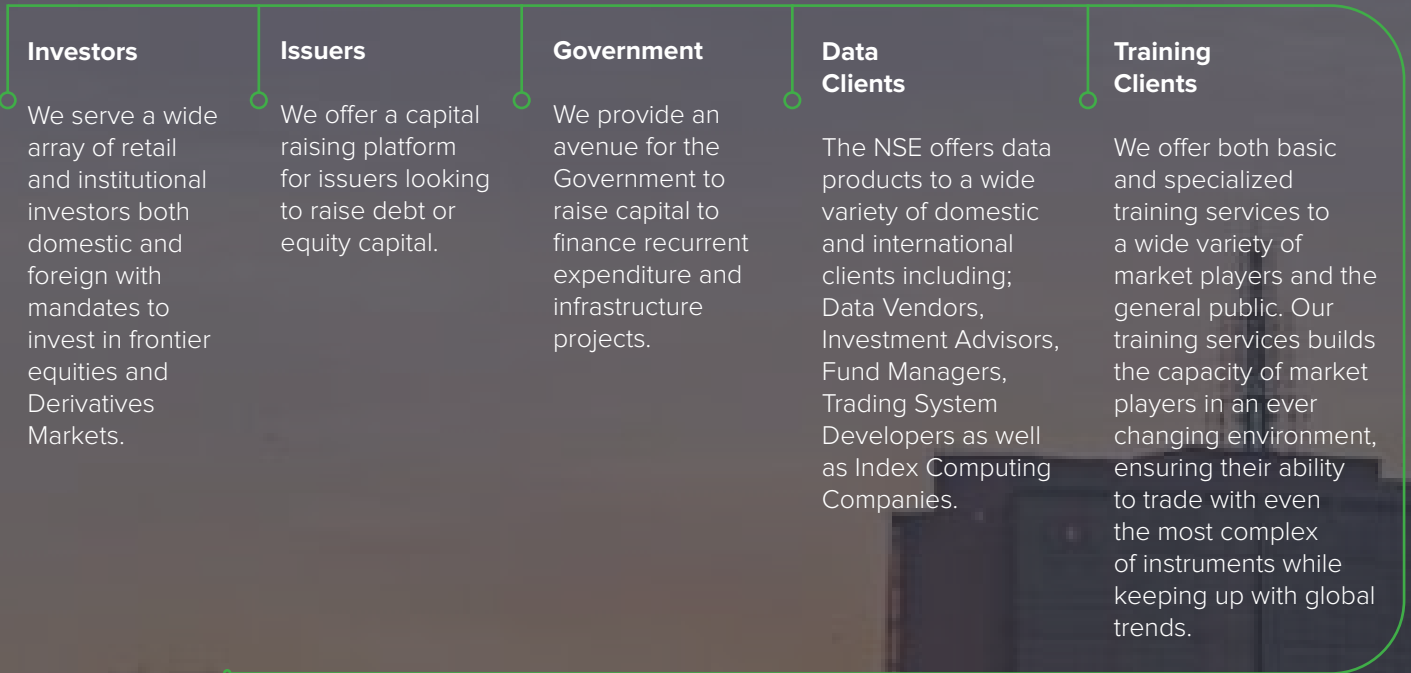 Investors
We serve a wide
array of retail
and institutional
investors both
domestic and
foreign with
mandates to
invest in frontier
equities and
Derivatives
Markets.
Issuers
We offer a capital
raising platform
for issuers looking
to raise debt or
equity capital.
Government
We provide an
avenue for the
Government to
raise capital to
finance recurrent
expenditure and
infrastructure
projects.
Data
Clients
The NSE offers data
products to a wide
variety of domestic
and international
clients including;
Data Vendors,
Investment Advisors,
Fund Managers,
Trading System
Developers as well
as Index Computing
Companies.
Training
Clients
We offer both basic
and specialized
training services to
a wide variety of
market players and the
general public. Our
training services builds
the capacity of market
players in an ever
changing environment,
ensuring their ability
to trade with even
the most complex
of instruments while
keeping up with global
trends.